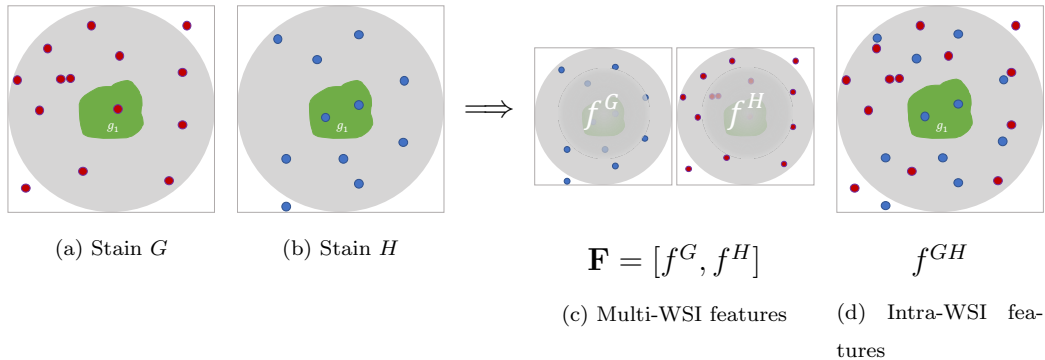 g₁
g₁
f^G
f^H
g₁
⟹
(a) Stain G
(b) Stain H
F = [f^G, f^H]
f^{GH}
(c) Multi-WSI features
(d) Intra-WSI fea-
tures